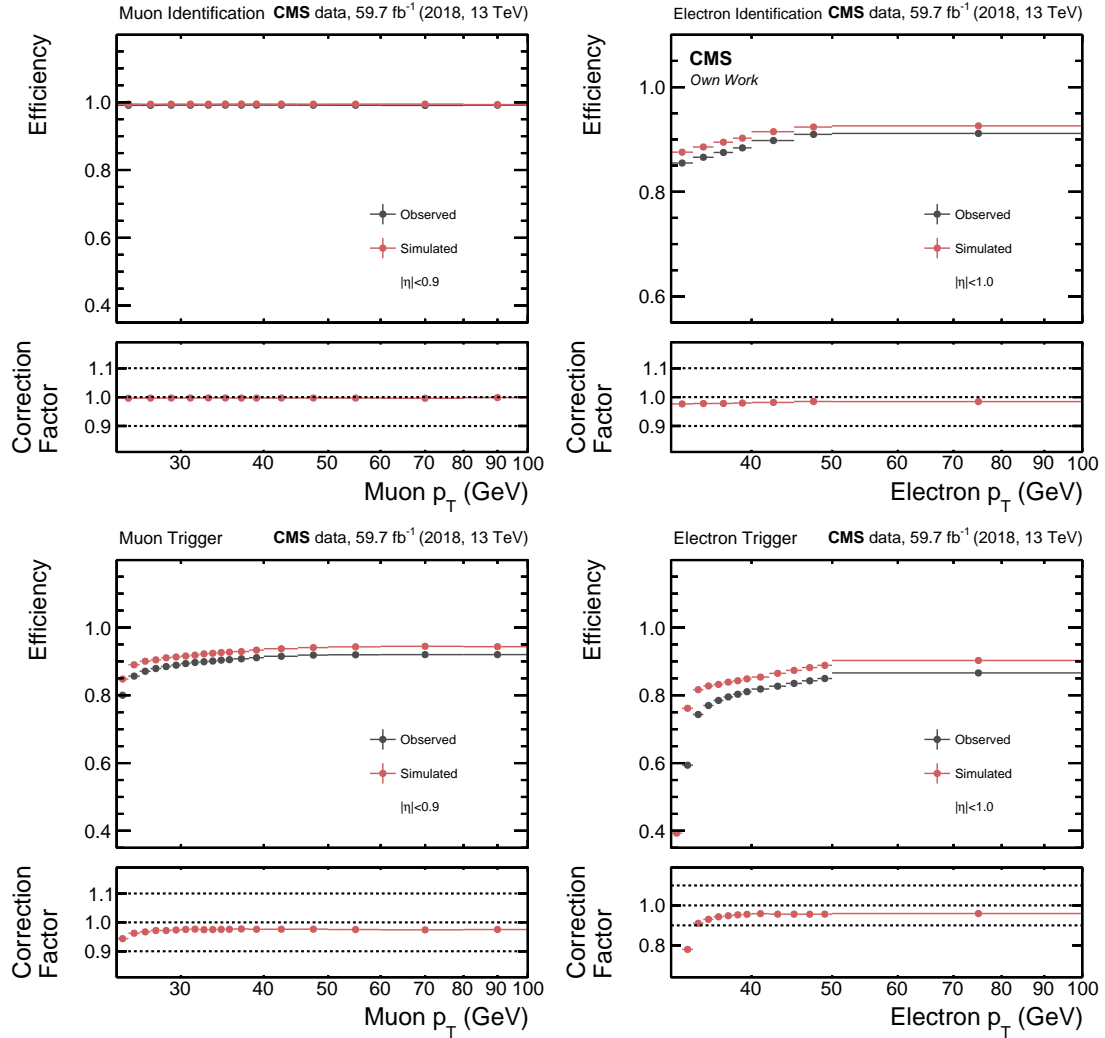 Muon Identification CMS data, 59.7 fb⁻¹ (2018, 13 TeV)
Efficiency
1.0
0.8
0.6
0.4
Observed
Simulated
|η|<0.9
Correction
Factor
1.1
1.0
0.9
30 40 50 60 70 80 90 100
Muon p_T (GeV)
Electron Identification CMS data, 59.7 fb⁻¹ (2018, 13 TeV)
CMS
Own Work
Efficiency
1.0
0.9
0.8
0.7
0.6
Observed
Simulated
|η|<1.0
Correction
Factor
1.1
1.0
0.9
40 50 60 70 80 90 100
Electron p_T (GeV)
Muon Trigger CMS data, 59.7 fb⁻¹ (2018, 13 TeV)
Efficiency
1.0
0.8
0.6
0.4
Observed
Simulated
|η|<0.9
Correction
Factor
1.1
1.0
0.9
30 40 50 60 70 80 90 100
Muon p_T (GeV)
Electron Trigger CMS data, 59.7 fb⁻¹ (2018, 13 TeV)
Efficiency
1.0
0.8
0.6
0.4
Observed
Simulated
|η|<1.0
Correction
Factor
1.0
0.8
40 50 60 70 80 90 100
Electron p_T (GeV)